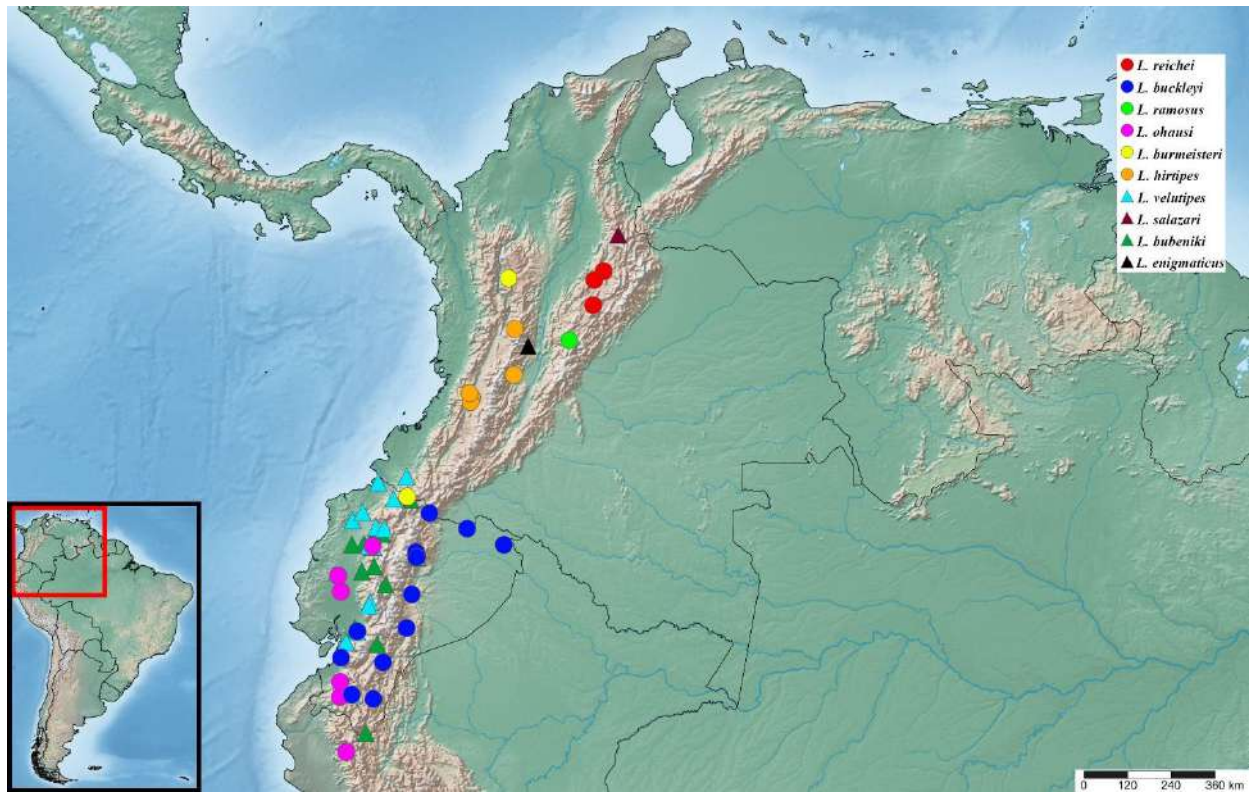 L. reichei
L. buckleyi
L. ramosus
L. ohausi
L. burmeisteri
L. hirtipes
L. velutipes
L. salazari
L. bubeniki
L. enigmaticus
0 120 240 360 km